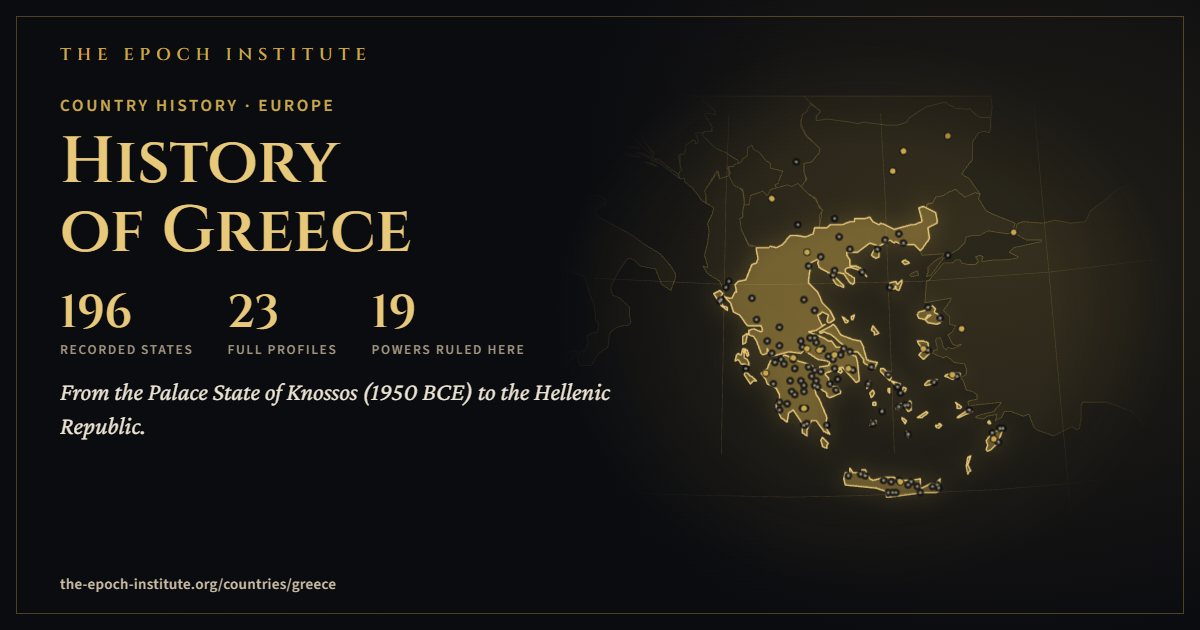 THE EPOCH INSTITUTE
COUNTRY HISTORY · EUROPE
History
of Greece
196 23 19
RECORDED STATES FULL PROFILES POWERS RULED HERE
From the Palace State of Knossos (1950 BCE) to the Hellenic
Republic.
the-epoch-institute.org/countries/greece